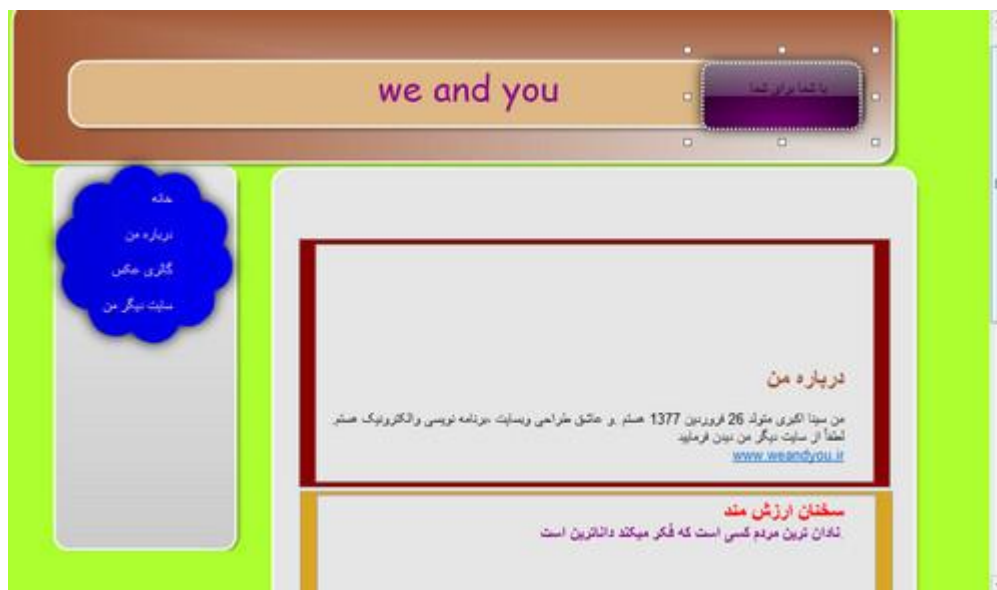 we and you
با شما برای شما
خانه
درباره من
گالری عکس
سایت دیگر من
درباره من
من سینا اکبری متولد 26 فروردین 1377 هستم .و عاشق طراحی وبسایت ،برنامه نویسی والکترونیک هستم.
لطفاً از سایت دیگر من دیدن فرمایید
www.weandyou.ir
سخنان ارزش مند
نادان ترین مردم کسی است که فکر میکند داناترین است